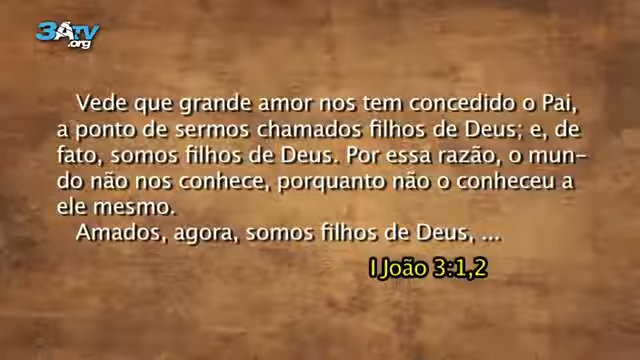 3ATV
.org
Vede que grande amor nos tem concedido o Pai,
a ponto de sermos chamados filhos de Deus; e, de
fato, somos filhos de Deus. Por essa razão, o mun-
do não nos conhece, porquanto não o conheceu a
ele mesmo.
Amados, agora, somos filhos de Deus, ...
I João 3:1,2